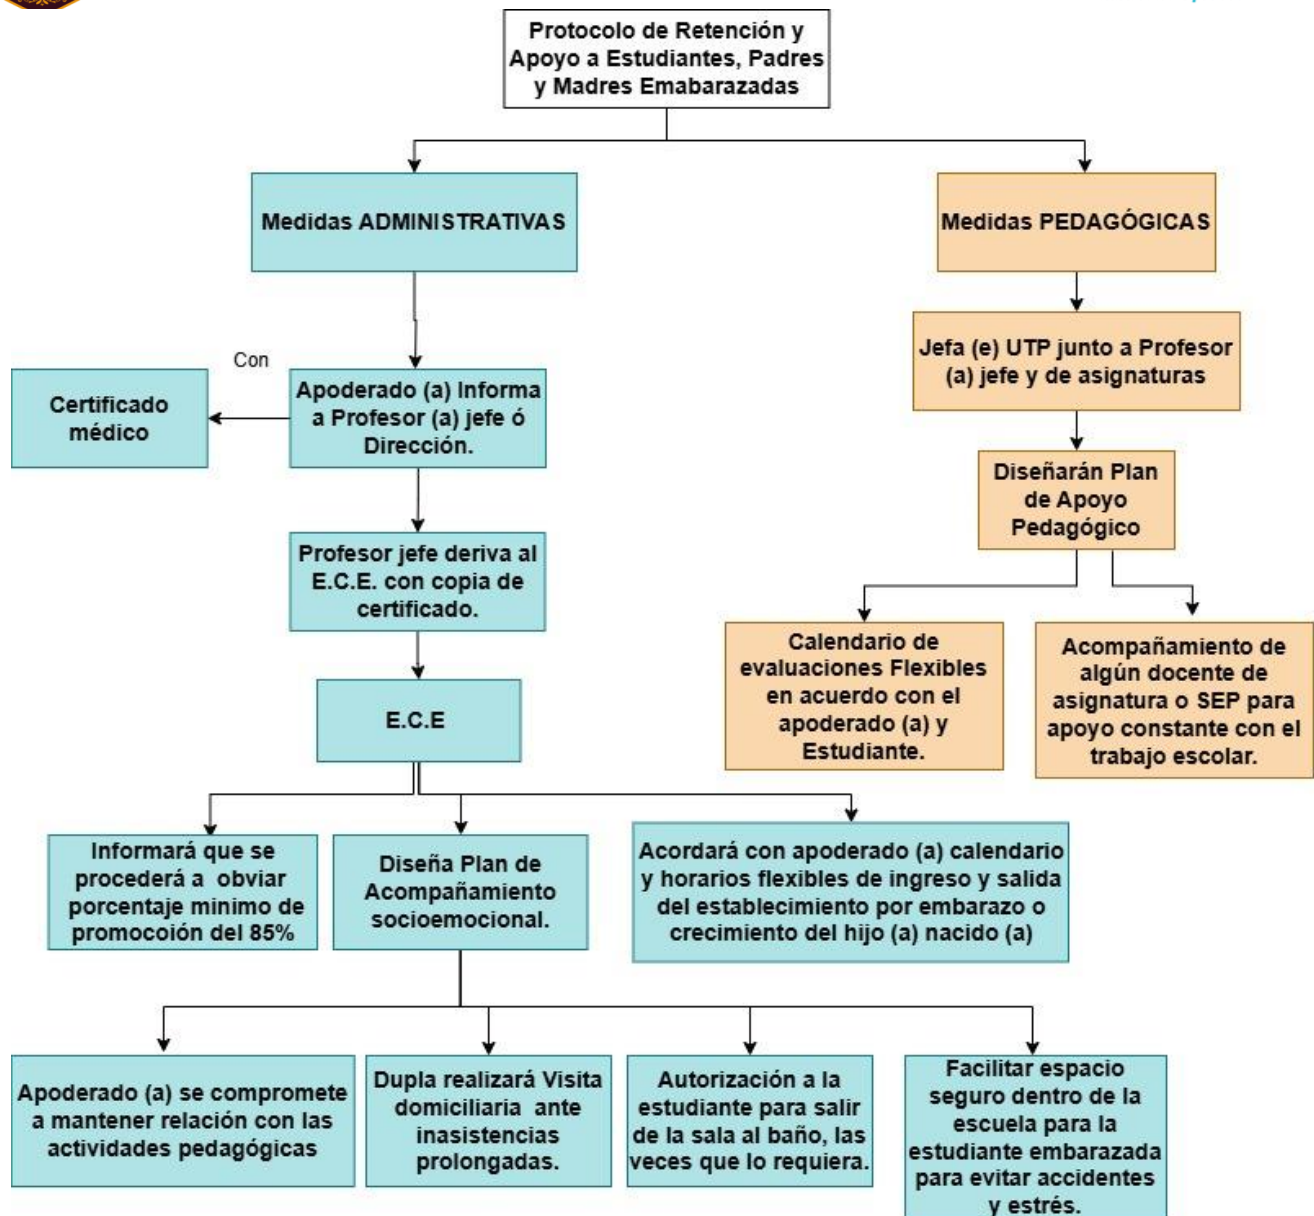 Protocolo de Retención y
Apoyo a Estudiantes, Padres
y Madres Emabarazadas
Medidas ADMINISTRATIVAS
Medidas PEDAGÓGICAS
Jefa (e) UTP junto a Profesor
(a) jefe y de asignaturas
Con
Certificado
médico
Apoderado (a) Informa
a Profesor (a) jefe ó
Dirección.
Diseñarán Plan
de Apoyo
Pedagógico
Profesor jefe deriva al
E.C.E. con copia de
certificado.
Calendario de
evaluaciones Flexibles
en acuerdo con el
apoderado (a) y
Estudiante.
Acompañamiento de
algún docente de
asignatura o SEP para
apoyo constante con el
trabajo escolar.
E.C.E
Informará que se
procederá a obviar
porcentaje minimo de
promocoión del 85%
Diseña Plan de
Acompañamiento
socioemocional.
Acordará con apoderado (a) calendario
y horarios flexibles de ingreso y salida
del establecimiento por embarazo o
crecimiento del hijo (a) nacido (a)
Apoderado (a) se compromete
a mantener relación con las
actividades pedagógicas
Dupla realizará Visita
domiciliaria ante
inasistencias
prolongadas.
Autorización a la
estudiante para salir
de la sala al baño, las
veces que lo requiera.
Facilitar espacio
seguro dentro de la
escuela para la
estudiante embarazada
para evitar accidentes
y estrés.